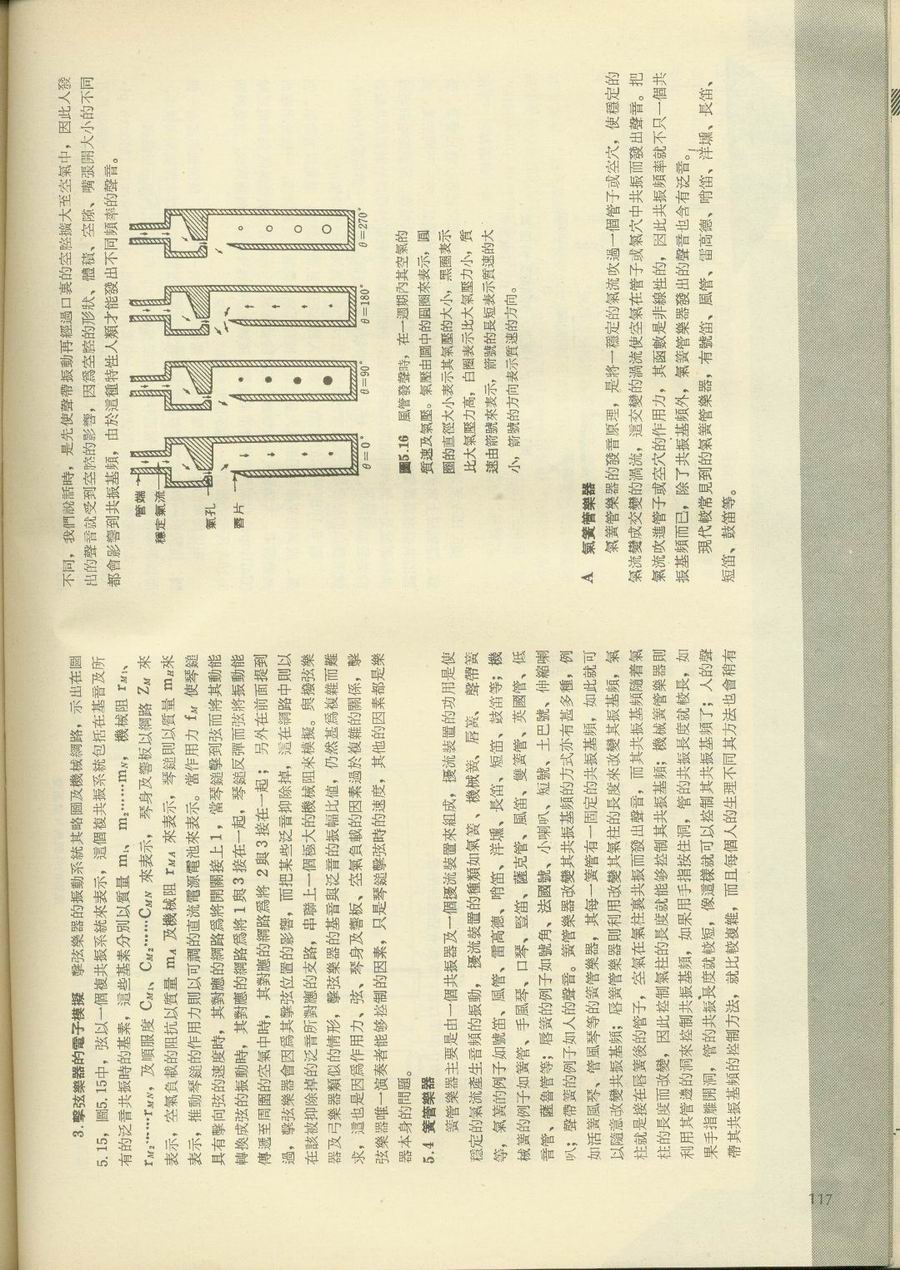 3. 擊弦樂器的電子模擬　擊弦樂器的振動系統其略圖及機械網路，示出在圖
5.15，圖5.15中，弦以一個複共振系統來表示，這個複共振系統包括在基音及所
有的泛音共振時的基素，這些基素分別以質量 m₁、m₂……mN，機械阻 rM1、
rM2……rMN，及順服度 CM1、CM2……CMN 來表示，琴身及響板以網路 ZM 來
表示，空氣負載的阻抗以質量 mA 及機械阻 rMA 來表示，琴鎚則以質量 mH來
表示，推動琴鎚的作用力則以可調的直流電源電池來表示。當作用力 fM 使琴鎚
具有擊向弦的速度時，其對應的網路爲將開關接上1，當琴鎚擊到弦而將其動能
轉換成弦的振動時，其對應的網路爲將1與3接在一起，琴鎚反彈而弦將振動能
傳遞至周圍的空氣中時，其對應的網路爲將2與3接在一起；另外在前面提到
過，擊弦樂器會因爲其擊弦位置的影響，而把某些泛音抑除掉，這在網路中則以
在該被抑除掉的泛音所對應的支路，串聯上一個極大的機械阻來模擬。與撥弦樂
器及弓樂器類似的情形，擊弦樂器的基音與泛音的振幅比值，仍然甚爲複雜而難
求，這也是因爲作用力、弦、琴身及響板、空氣負載的因素過於複雜的關係，擊
弦樂器唯一演奏者能够控制的因素，只是琴鎚擊弦時的速度，其他的因素都是樂
器本身的問題。
5.4 簧管樂器
簧管樂器主要是由一個共振器及一個擾流裝置來組成，擾流裝置的功用是使
穩定的氣流產生音頻的振動，擾流裝置的種類如氣簧、機械簧、唇簧、聲帶簧
等，氣簧的例子如號笛、風管、雷高德、哨笛、洋壎、長笛、短笛、鼓笛等；機
械簧的例子如簧管、手風琴、口琴、豎笛、薩克管、風笛、雙簧管、英國管、低
音管、薩魯管等；唇簧的例子如號角、法國號、小喇叭、短號、土巴號、伸縮喇
叭；聲帶簧的例子如人的聲音。簧管樂器改變其共振基頻的方式亦有甚多種，例
如活簧風琴、管風琴等的簧管樂器，其每一簧管有一固定的共振基頻，如此就可
以隨意改變共振基頻；唇簧管樂器則利用改變其氣柱的長度來改變其振基頻，氣
柱就是接在唇簧後的管子，空氣在氣柱裏共振而發出聲音，而其共振基頻隨着氣
柱的長度而改變，因此控制氣柱的長度就能够控制其共振基頻；機械簧管樂器則
利用其管邊的洞來控制共振基頻，如果用手指按住洞，管的共振長度就較長，如
果手指離開洞，管的共振長度就較短，像這樣就可以控制其共振基頻了；人的聲
帶其共振基頻的控制方法，就比較複雜，而且每個人的生理不同其方法也會稍有
不同，我們說話時，是先使聲帶振動再經過口裏的空腔擴大至空氣中，因此人發
出的聲音就受到空腔的影響，因爲空腔的形狀、體積、空隙、嘴張開大小的不同
都會影響到共振基頻，由於這種特性人類才能發出不同頻率的聲音。
管端
穩定氣流
氣孔
響片
θ=0°
θ=90°
θ=180°
θ=270°
圖5.16　風管發聲時，在一週期內其空氣的
質速及氣壓。氣壓由圖中的圓圈來表示，圓
圈的直徑大小表示其氣壓的大小，黑圈表示
比大氣壓力高，白圈表示比大氣壓力小，質
速由箭號來表示，箭號的長短表示質速的大
小，箭號的方向表示質速的方向。
A　氣簧管樂器
氣簧管樂器的發音原理，是將一穩定的氣流吹過一個管子或空穴，使穩定的
氣流變成交變的渦流，這交變的渦流使空氣在管子或氣穴中共振而發出聲音。把
氣流吹進管子或空穴的作用力，其函數是非線性的，因此共振頻率就不只一個共
振基頻而已，除了共振基頻外，氣簧管樂器發出的聲音也含有泛音。
現代較常見到的氣簧管樂器，有號笛、風管、雷高德、哨笛、洋壎、長笛、
短笛、鼓笛等。
117